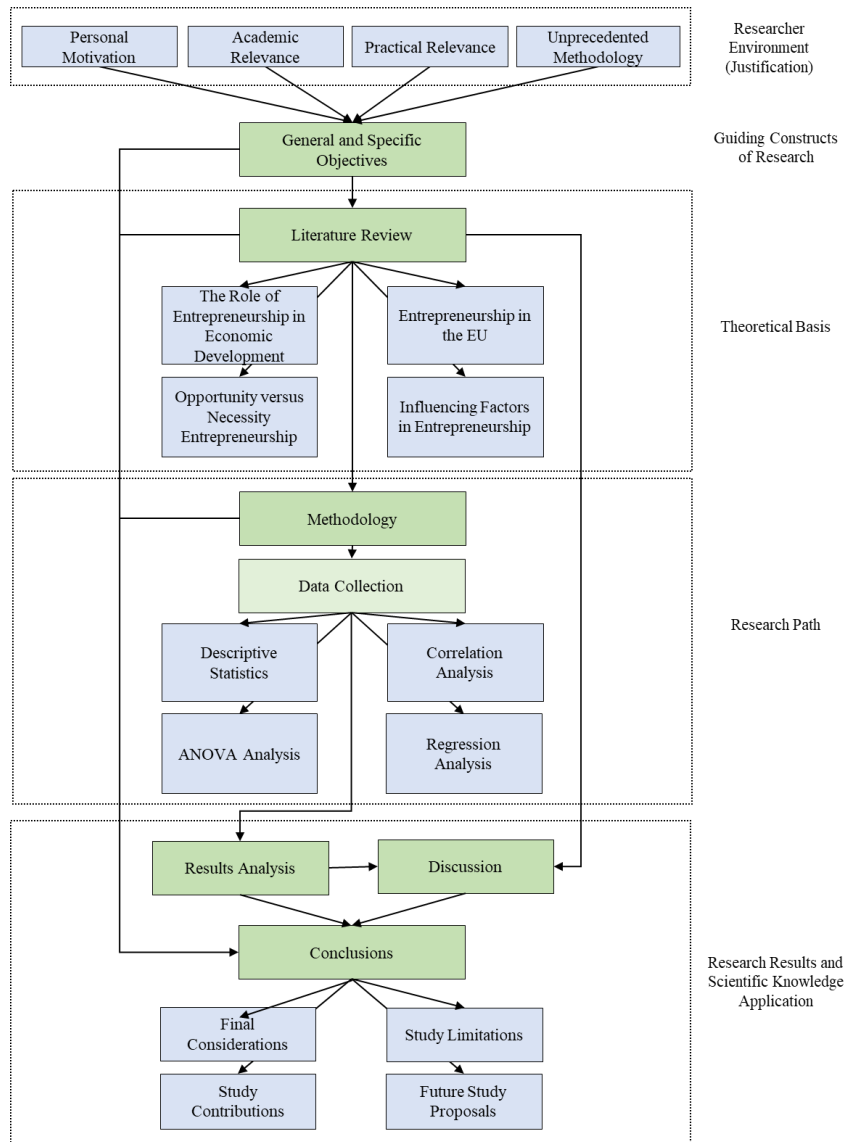 Personal
Motivation
Academic
Relevance
Practical Relevance
Unprecedented
Methodology
Researcher
Environment
(Justification)
General and Specific
Objectives
Guiding Constructs
of Research
Literature Review
The Role of
Entrepreneurship in
Economic
Development
Entrepreneurship in
the EU
Theoretical Basis
Opportunity versus
Necessity
Entrepreneurship
Influencing Factors
in Entrepreneurship
Methodology
Data Collection
Research Path
Descriptive
Statistics
Correlation
Analysis
ANOVA Analysis
Regression
Analysis
Results Analysis
Discussion
Conclusions
Research Results and
Scientific Knowledge
Application
Final
Considerations
Study Limitations
Study
Contributions
Future Study
Proposals